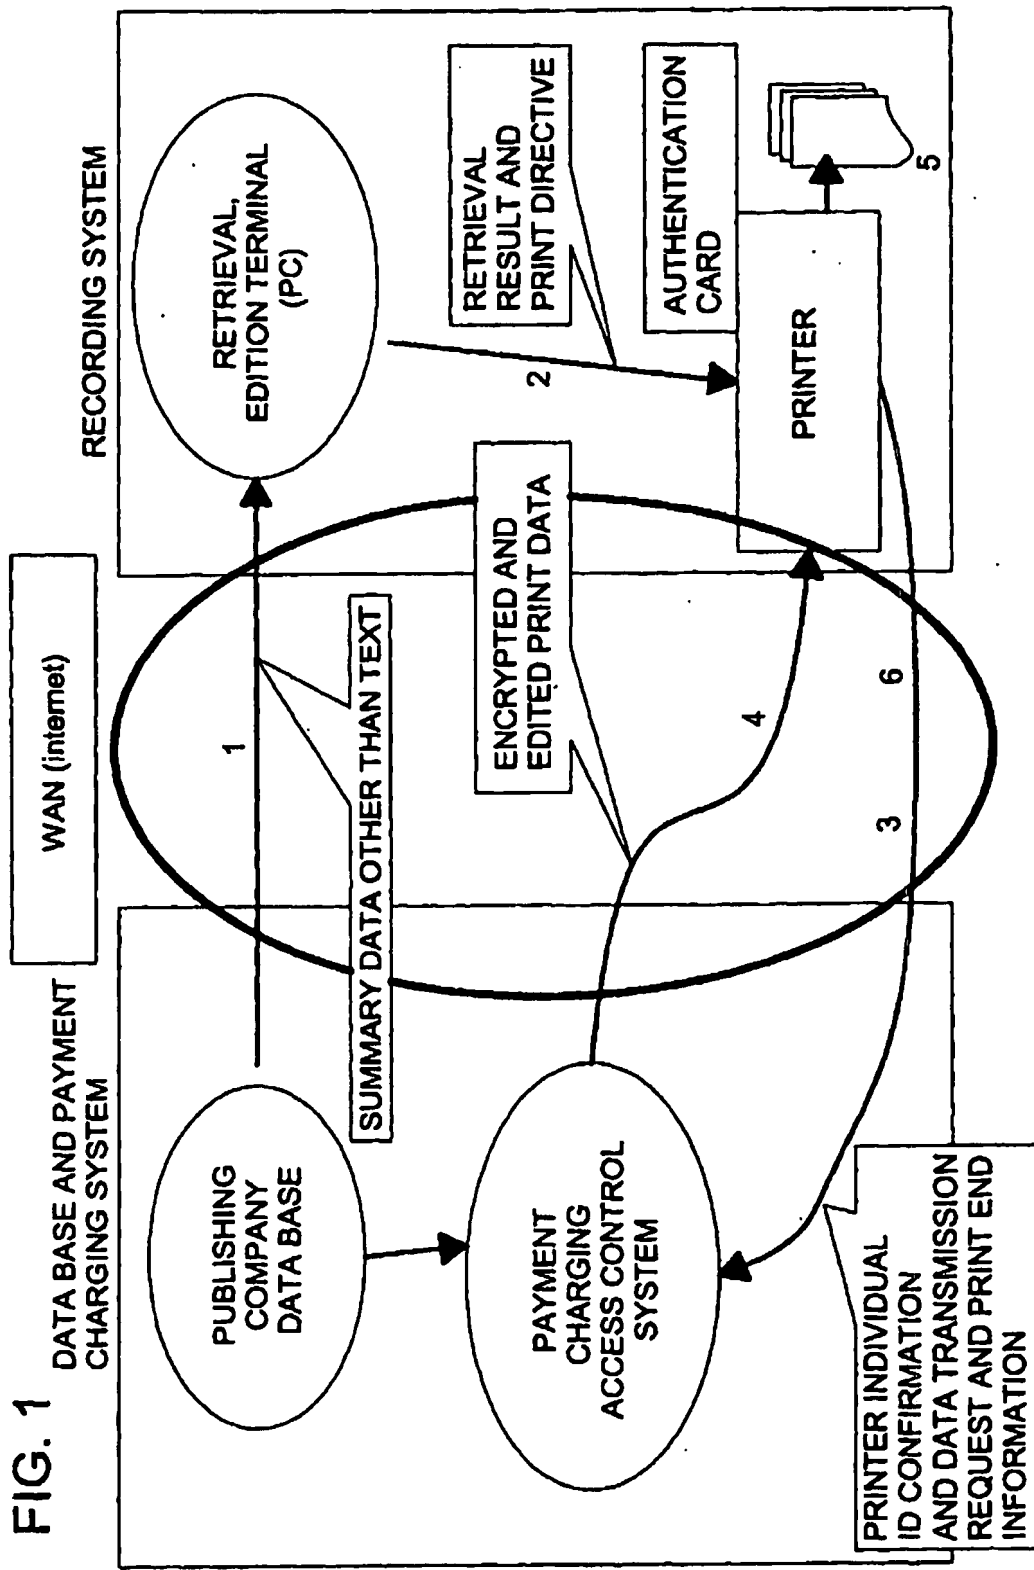 FIG. 1
DATA BASE AND PAYMENT
CHARGING SYSTEM
WAN (internet)
RECORDING SYSTEM
PUBLISHING
COMPANY
DATA BASE
1
SUMMARY DATA OTHER THAN TEXT
RETRIEVAL,
EDITION TERMINAL
(PC)
2
RETRIEVAL
RESULT AND
PRINT DIRECTIVE
PAYMENT
CHARGING
ACCESS CONTROL
SYSTEM
ENCRYPTED AND
EDITED PRINT DATA
4
AUTHENTICATION
CARD
PRINTER
5
3
6
PRINTER INDIVIDUAL
ID CONFIRMATION
AND DATA TRANSMISSION
REQUEST AND PRINT END
INFORMATION